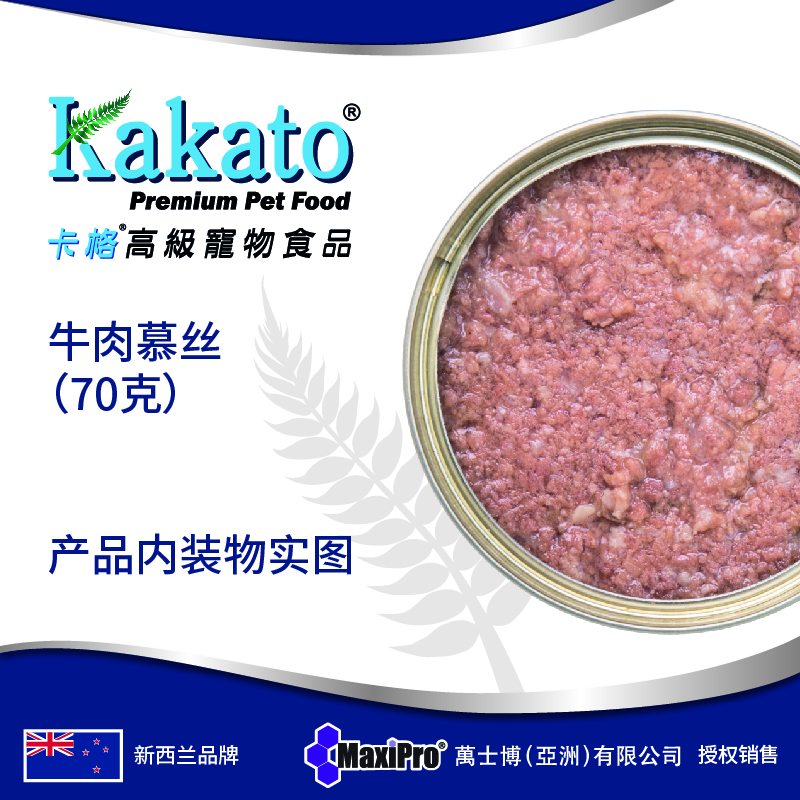 Kakato®
Premium Pet Food
卡格®高級寵物食品
牛肉慕丝
（70克）
产品内装物实图
新西兰品牌
MaxiPro®
萬士博（亞洲）有限公司
授权销售